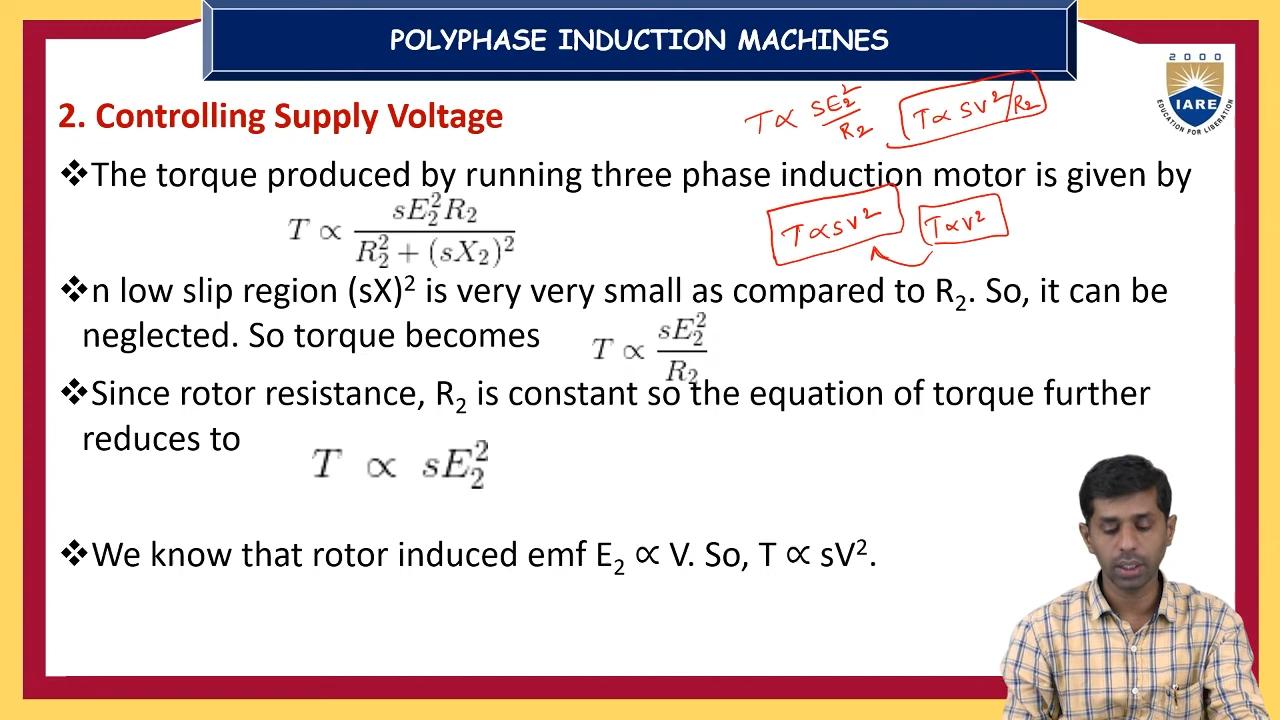 POLYPHASE INDUCTION MACHINES
2000
IARE
EDUCATION FOR LIBERATION
2. Controlling Supply Voltage
T ∝ sE₂²/R₂
T ∝ sV²/R₂
❖The torque produced by running three phase induction motor is given by
T ∝ sE₂²R₂/(R₂² + (sX₂)²)
T ∝ sV²
T ∝ V²
❖n low slip region (sX)² is very very small as compared to R₂. So, it can be
neglected. So torque becomes
T ∝ sE₂²/R₂
❖Since rotor resistance, R₂ is constant so the equation of torque further
reduces to
T ∝ sE₂²
❖We know that rotor induced emf E₂ ∝ V. So, T ∝ sV².